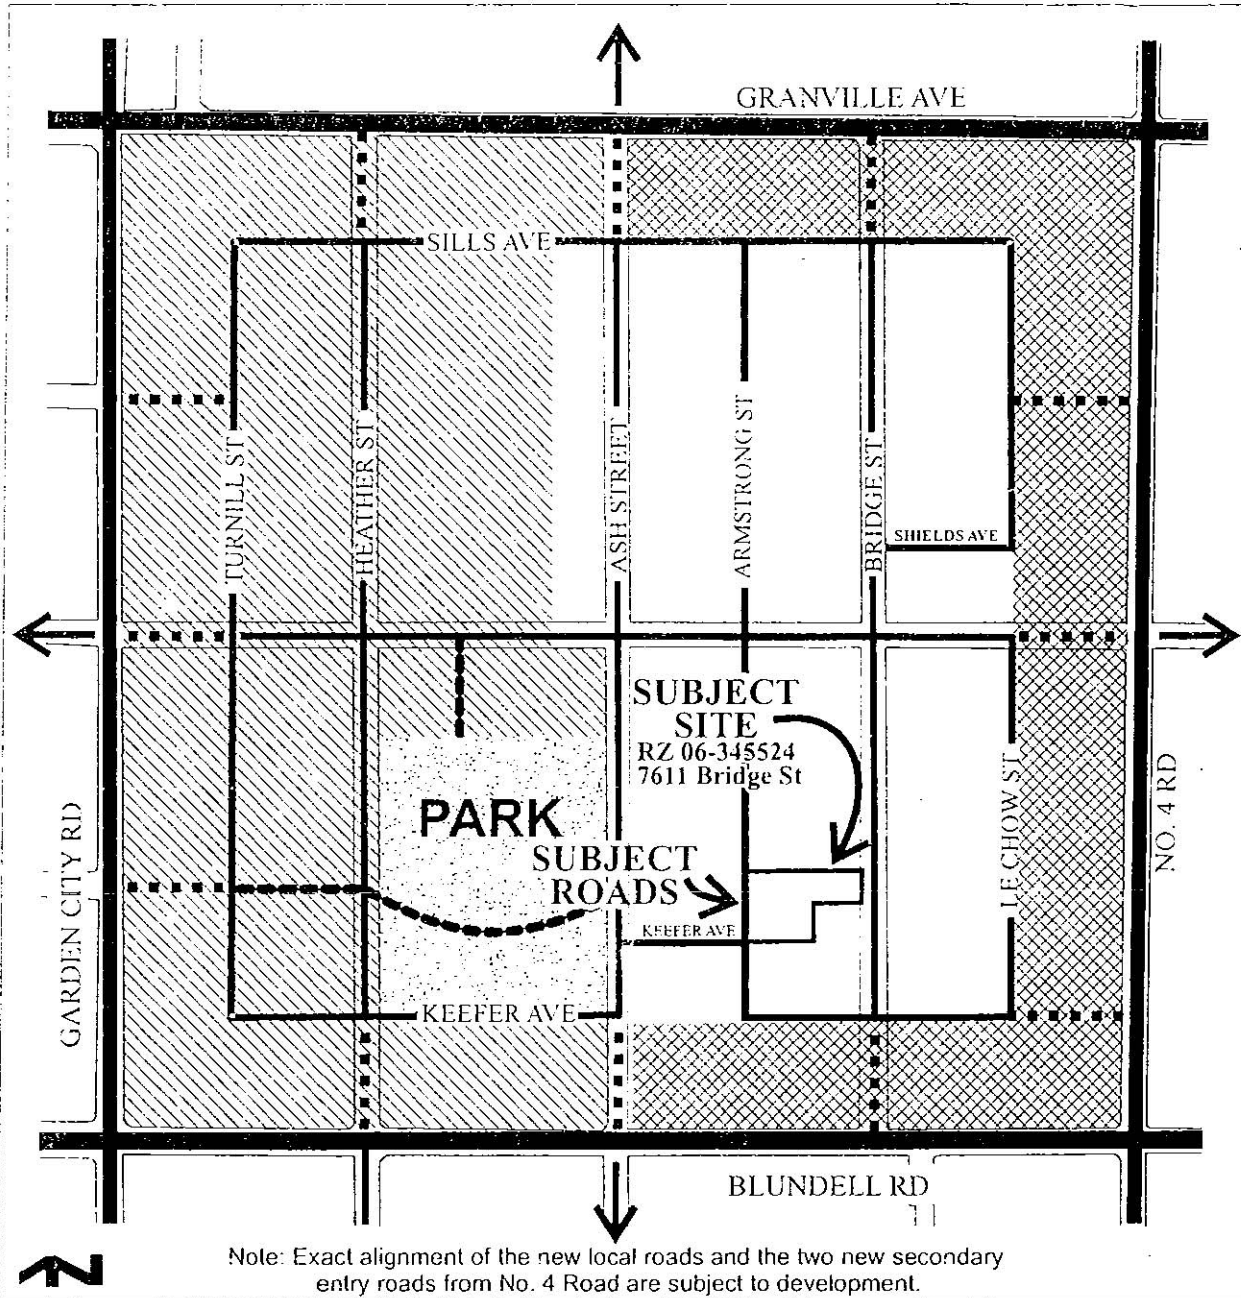 GRANVILLE AVE
SILLS AVE
TURNILL ST
HEATHER ST
ASH STREET
ARMSTRONG ST
BRIDGE ST
SHIELDS AVE
SUBJECT
SITE
RZ 06-345524
7611 Bridge St
LE CHOW ST
NO. 4 RD
GARDEN CITY RD
PARK
SUBJECT
ROADS
KEEFER AVE
KEEFER AVE
BLUNDELL RD
Note: Exact alignment of the new local roads and the two new secondary
entry roads from No. 4 Road are subject to development.